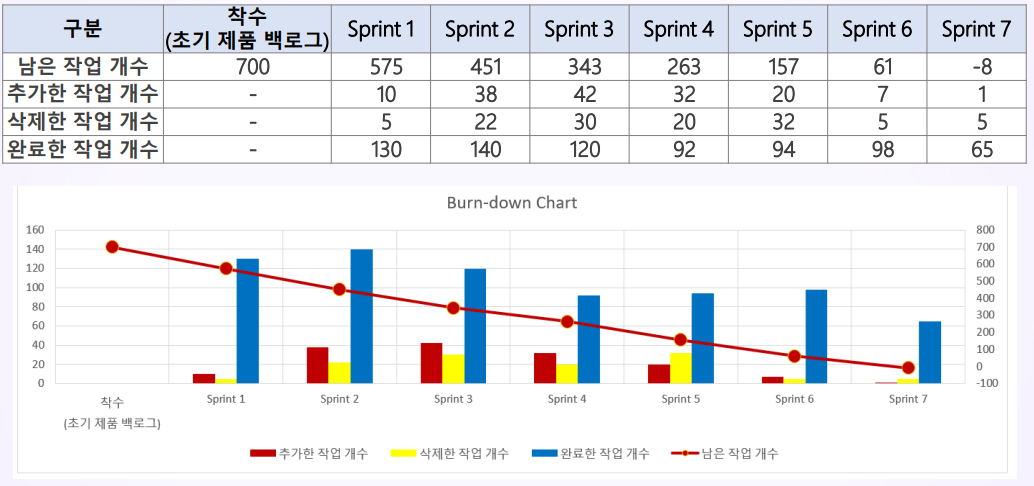 구분 착수 (초기 제품 백로그) Sprint 1 Sprint 2 Sprint 3 Sprint 4 Sprint 5 Sprint 6 Sprint 7
남은 작업 개수 700 575 451 343 263 157 61 -8
추가한 작업 개수 - 10 38 42 32 20 7 1
삭제한 작업 개수 - 5 22 30 20 32 5 5
완료한 작업 개수 - 130 140 120 92 94 98 65
Burn-down Chart
160 800
140 700
120 600
100 500
80 400
60 300
40 200
20 100
0 0
-100
착수 Sprint 1 Sprint 2 Sprint 3 Sprint 4 Sprint 5 Sprint 6 Sprint 7
(초기 제품 백로그)
추가한 작업 개수 삭제한 작업 개수 완료한 작업 개수 남은 작업 개수